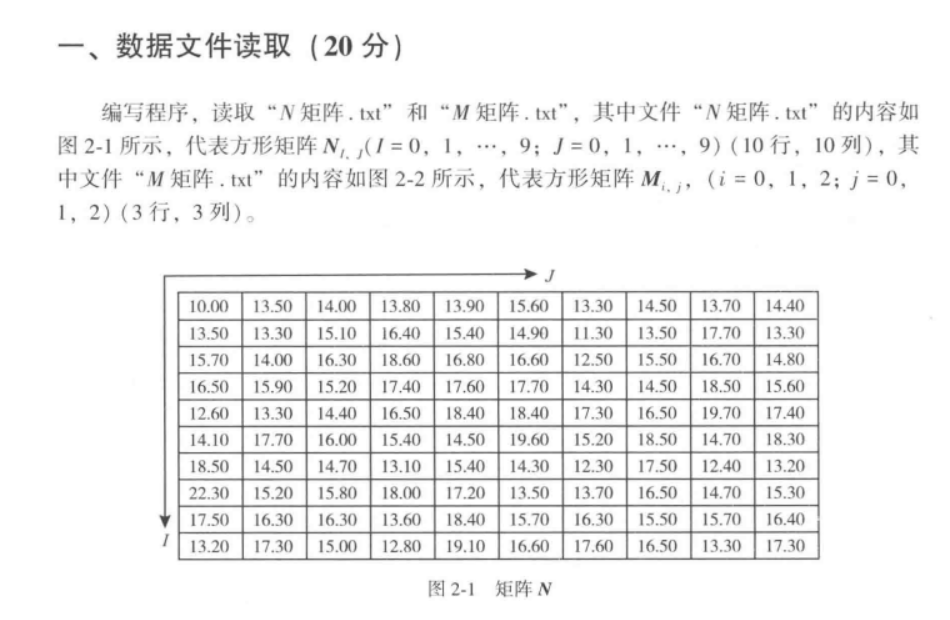 一、数据文件读取（20 分）
编写程序，读取“N 矩阵 . txt”和“M 矩阵 . txt”，其中文件“N 矩阵 . txt”的内容如
图 2-1 所示，代表方形矩阵 N I, J(I = 0，1，…，9；J = 0，1，…，9)（10 行，10 列），其
中文件“M 矩阵 . txt”的内容如图 2-2 所示，代表方形矩阵 M i, j，(i = 0，1，2；j = 0，
1，2)（3 行，3 列）。
J
10.00 13.50 14.00 13.80 13.90 15.60 13.30 14.50 13.70 14.40
13.50 13.30 15.10 16.40 15.40 14.90 11.30 13.50 17.70 13.30
15.70 14.00 16.30 18.60 16.80 16.60 12.50 15.50 16.70 14.80
16.50 15.90 15.20 17.40 17.60 17.70 14.30 14.50 18.50 15.60
12.60 13.30 14.40 16.50 18.40 18.40 17.30 16.50 19.70 17.40
14.10 17.70 16.00 15.40 14.50 19.60 15.20 18.50 14.70 18.30
18.50 14.50 14.70 13.10 15.40 14.30 12.30 17.50 12.40 13.20
22.30 15.20 15.80 18.00 17.20 13.50 13.70 16.50 14.70 15.30
17.50 16.30 16.30 13.60 18.40 15.70 16.30 15.50 15.70 16.40
I 13.20 17.30 15.00 12.80 19.10 16.60 17.60 16.50 13.30 17.30
图 2-1 矩阵 N